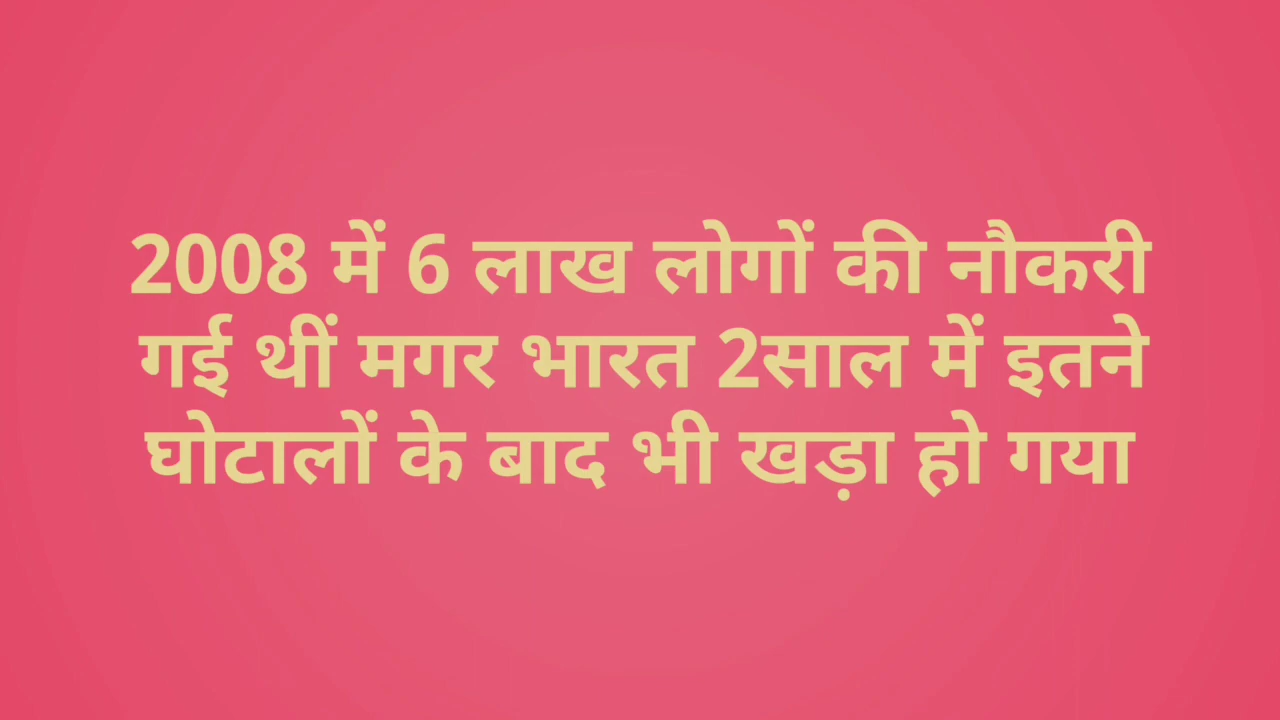 2008 में 6 लाख लोगों की नौकरी
गई थीं मगर भारत 2साल में इतने
घोटालों के बाद भी खड़ा हो गया